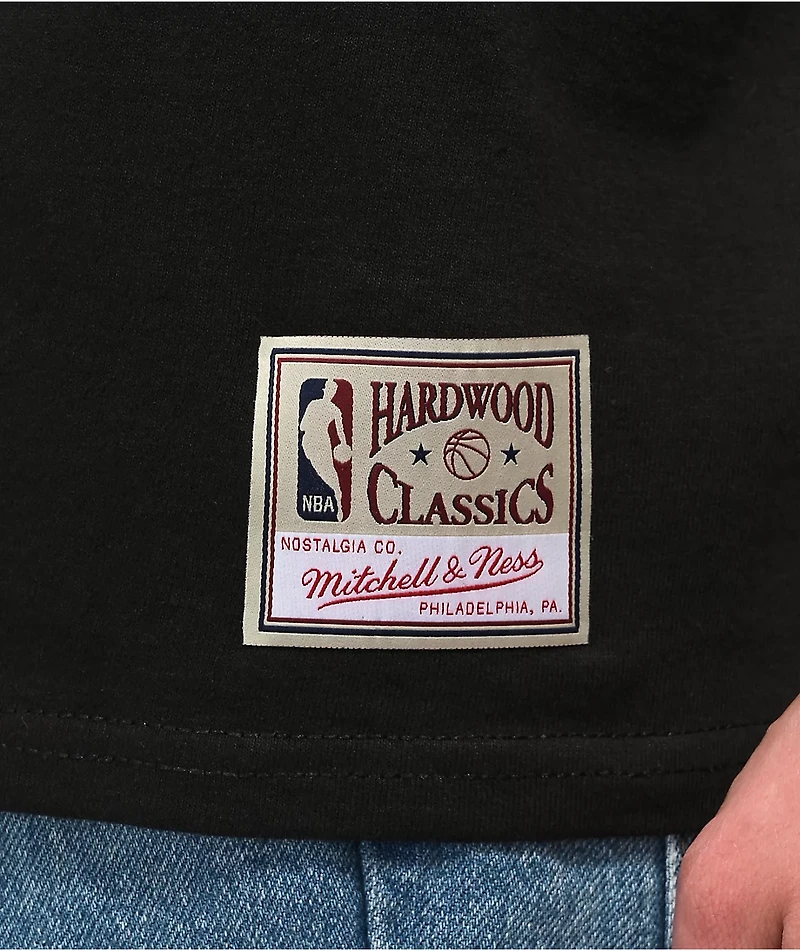 NBA
HARDWOOD
CLASSICS
NOSTALGIA CO.
Mitchell & Ness
PHILADELPHIA, PA.